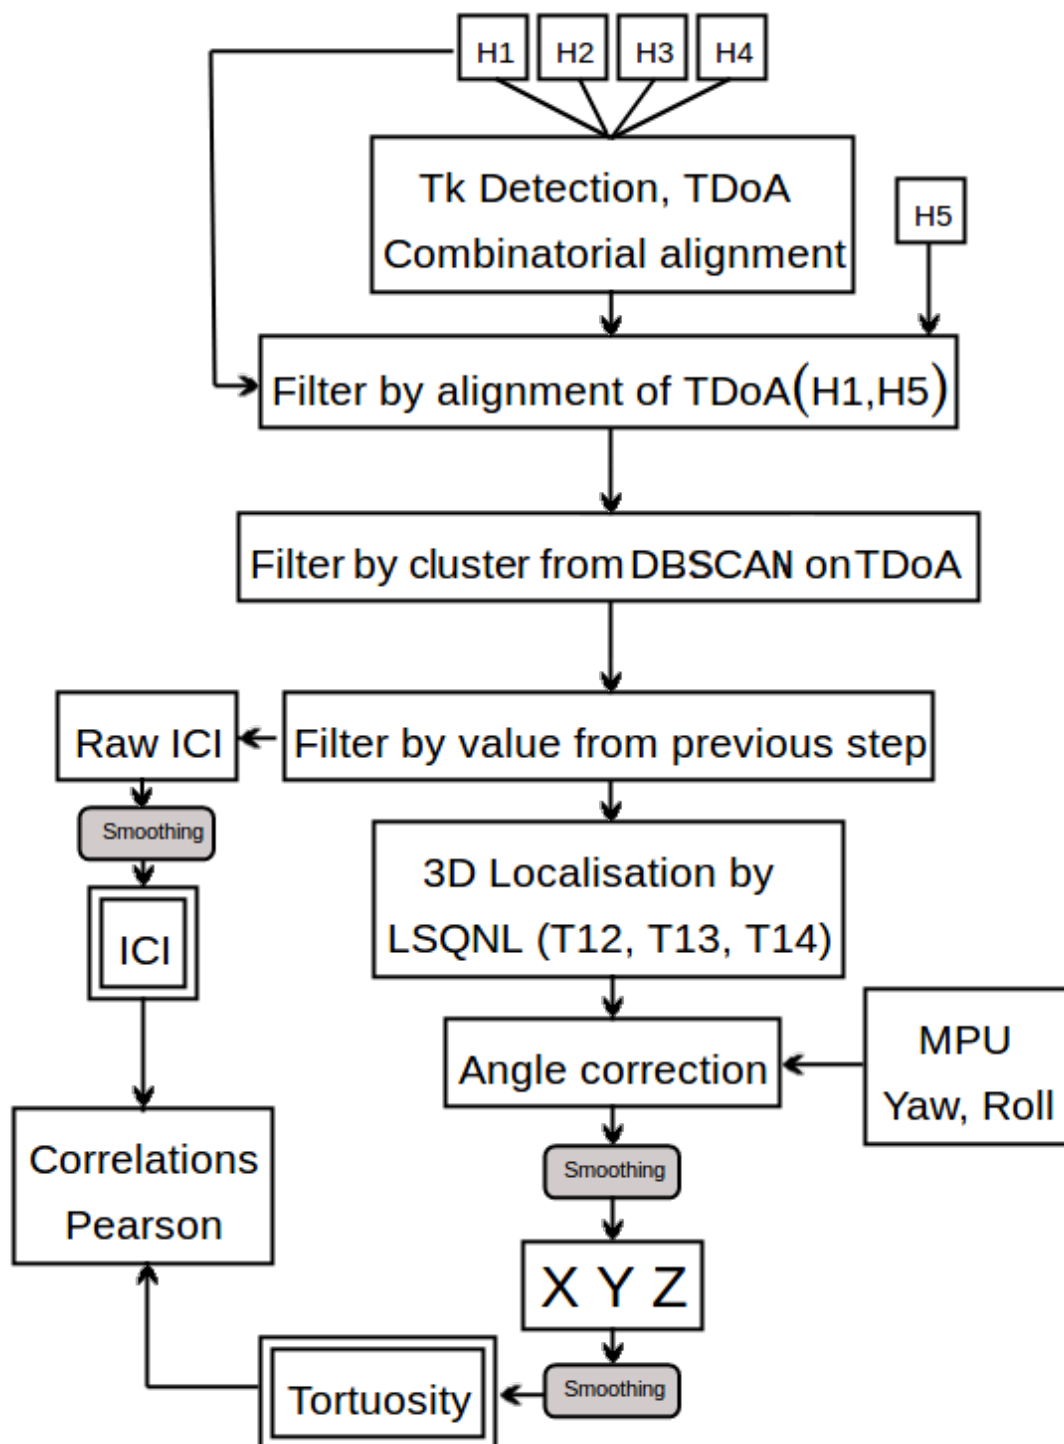 H1 H2 H3 H4
Tk Detection, TDoA
Combinatorial alignment
H5
Filter by alignment of TDoA(H1,H5)
Filter by cluster from DBSCAN on TDoA
Raw ICI
Filter by value from previous step
Smoothing
3D Localisation by
LSQNL (T12, T13, T14)
ICI
Angle correction
MPU
Yaw, Roll
Correlations
Pearson
Smoothing
X Y Z
Smoothing
Tortuosity